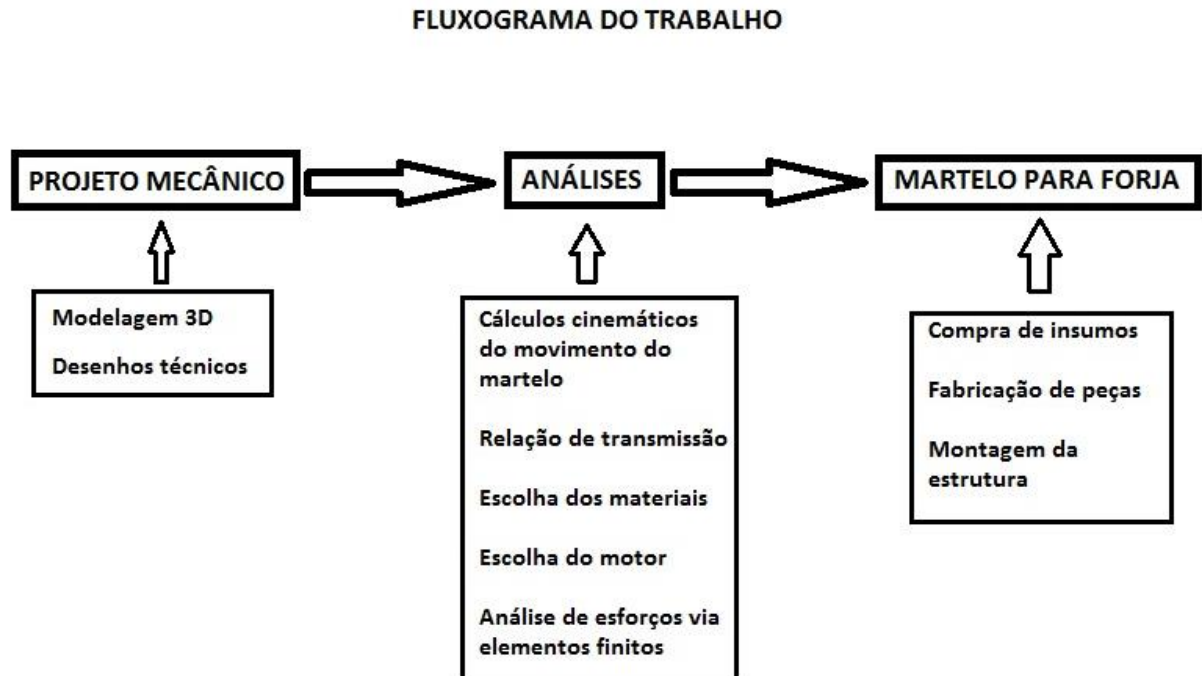 FLUXOGRAMA DO TRABALHO
PROJETO MECÂNICO
ANÁLISES
MARTELO PARA FORJA
Modelagem 3D
Desenhos técnicos
Cálculos cinemáticos
do movimento do
martelo
Relação de transmissão
Escolha dos materiais
Escolha do motor
Análise de esforços via
elementos finitos
Compra de insumos
Fabricação de peças
Montagem da
estrutura